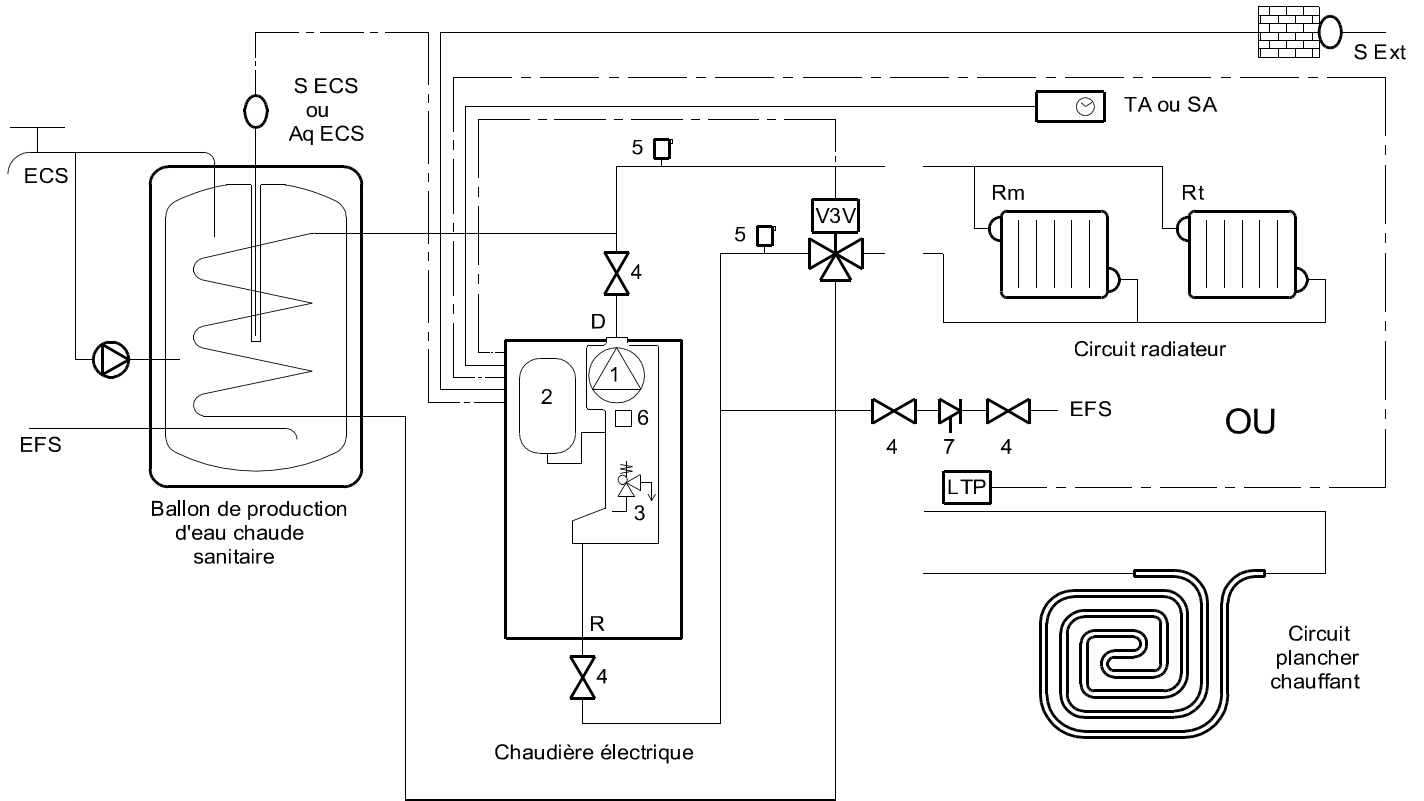 S Ext
S ECS
ou
Aq ECS
TA ou SA
ECS
5
Rm
Rt
V3V
5
4
D
Circuit radiateur
1
2
6
EFS
4
7
4
OU
EFS
LTP
3
Ballon de production
d'eau chaude
sanitaire
R
4
Circuit
plancher
chauffant
Chaudière électrique